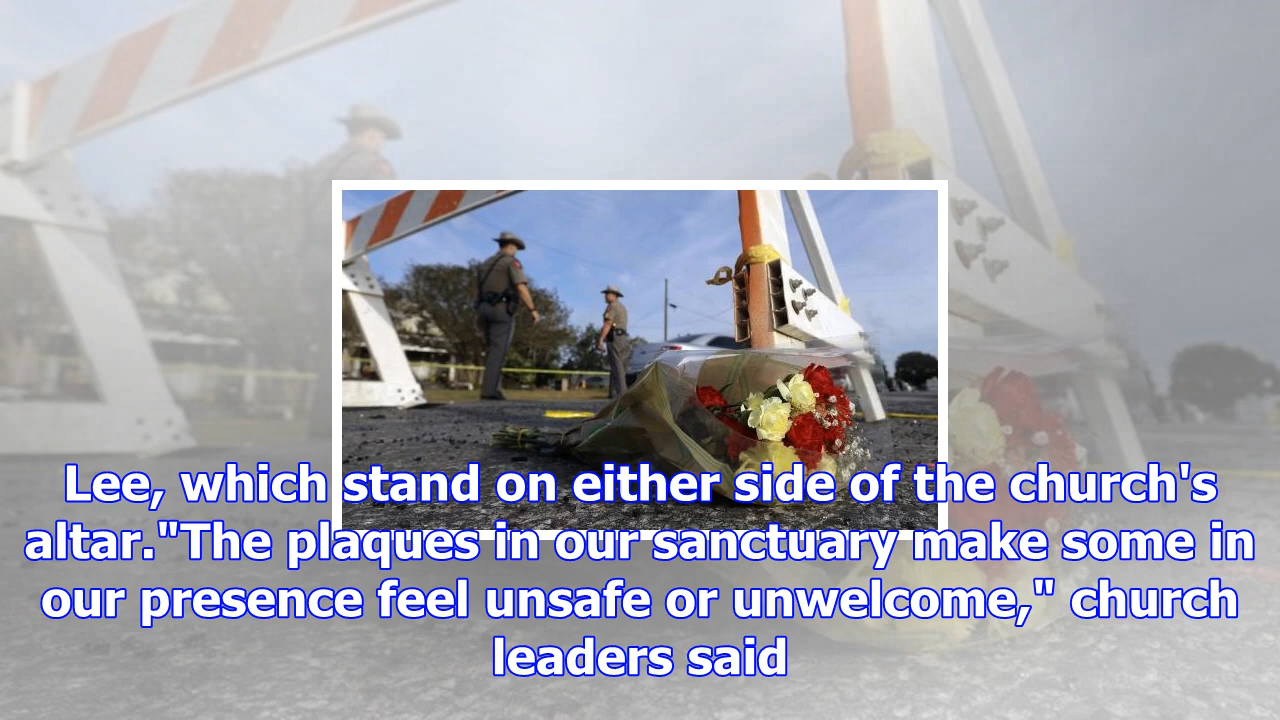 Lee, which stand on either side of the church's
altar."The plaques in our sanctuary make some in
our presence feel unsafe or unwelcome," church
leaders said